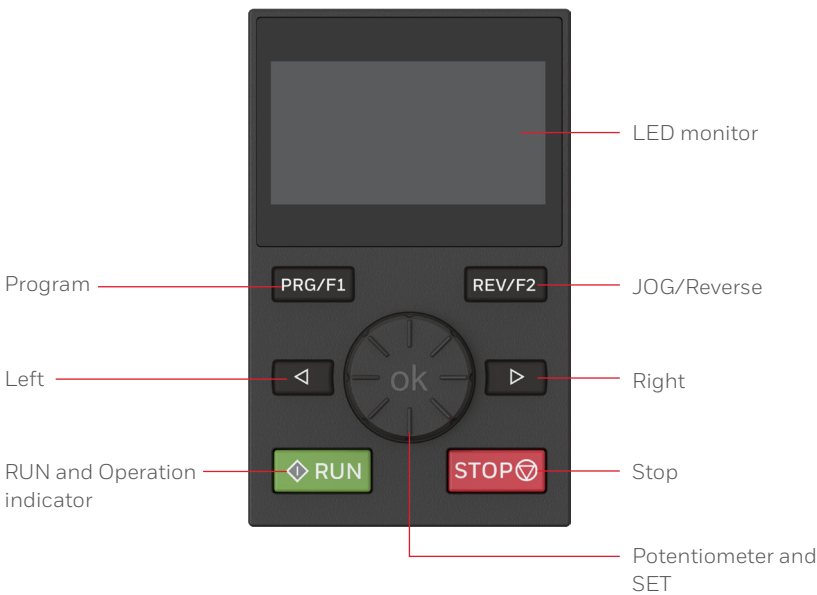 LED monitor
Program
PRG/F1
REV/F2
JOG/Reverse
Left
ok
Right
RUN and Operation
indicator
RUN
STOP
Stop
Potentiometer and
SET